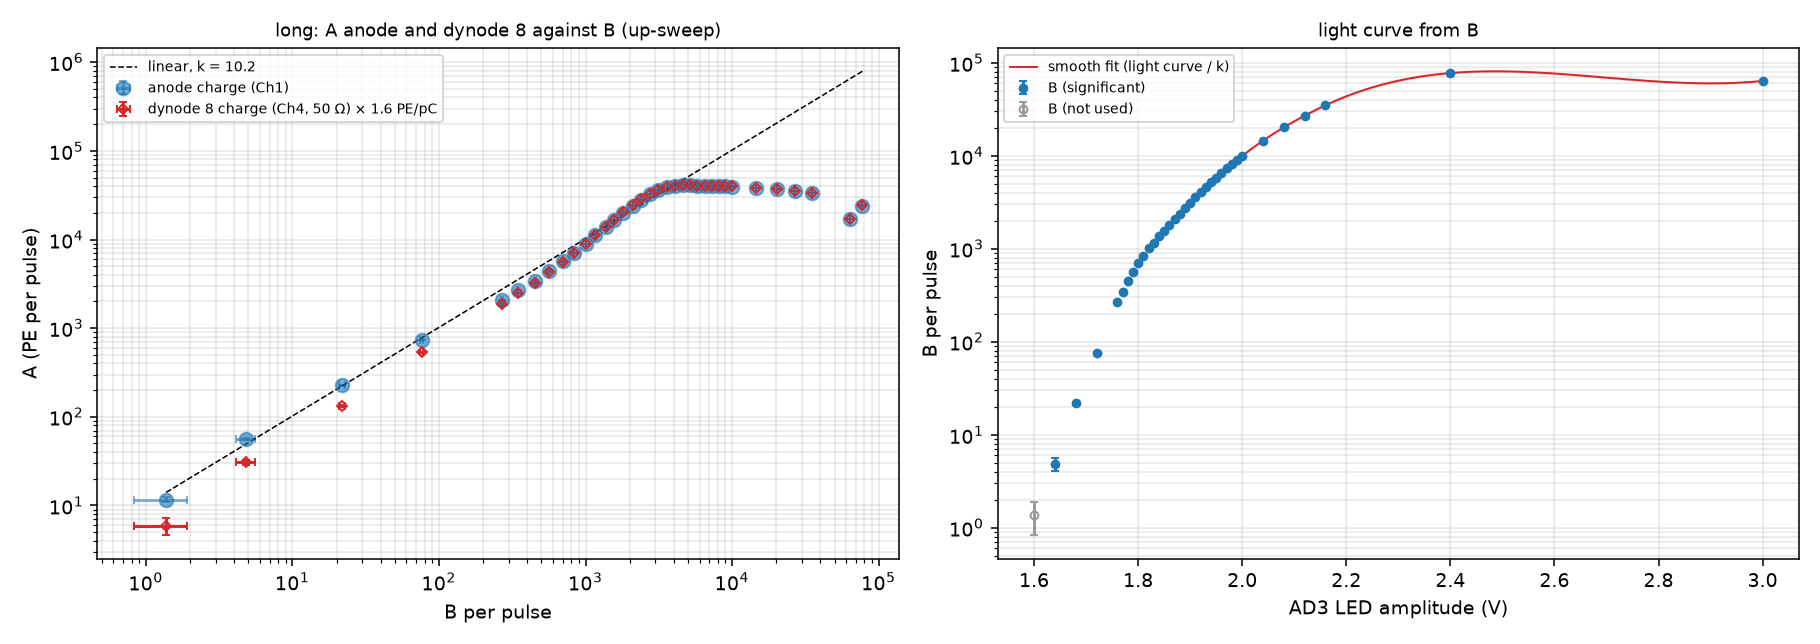 long: A anode and dynode 8 against B (up-sweep)
linear, k = 10.2
anode charge (Ch1)
dynode 8 charge (Ch4, 50 Ω) × 1.6 PE/pC
A (PE per pulse)
10⁶
10⁵
10⁴
10³
10²
10¹
10⁰ 10¹ 10² 10³ 10⁴ 10⁵
B per pulse
light curve from B
smooth fit (light curve / k)
B (significant)
B (not used)
B per pulse
10⁵
10⁴
10³
10²
10¹
10⁰
1.6 1.8 2.0 2.2 2.4 2.6 2.8 3.0
AD3 LED amplitude (V)